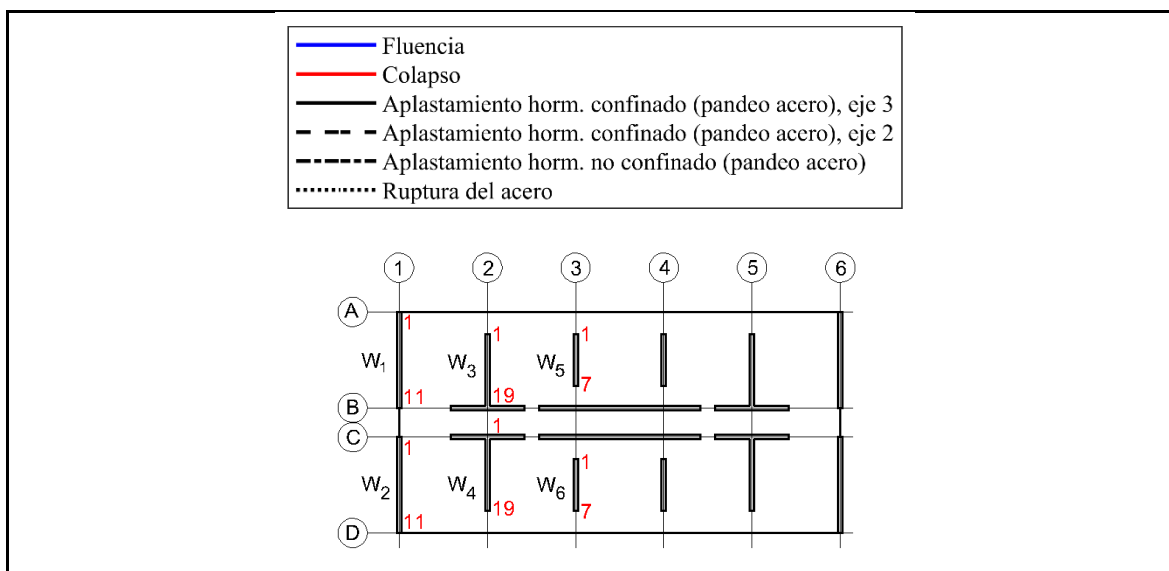 Fluencia
Colapso
Aplastamiento horm. confinado (pandeo acero), eje 3
Aplastamiento horm. confinado (pandeo acero), eje 2
Aplastamiento horm. no confinado (pandeo acero)
Ruptura del acero
1 2 3 4 5 6
A
1 1 1
W1 W3 W5
7
11 19
B
1
C
1 1
W2 W4 W6
11 19 7
D